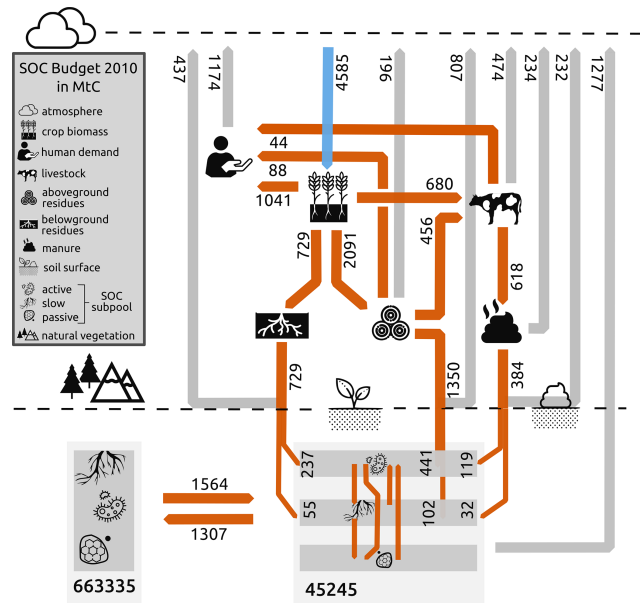 437
1174
4585
196
807
474
234
232
1277
SOC Budget 2010
in MtC
atmosphere
crop biomass
human demand
livestock
aboveground
residues
belowground
residues
manure
soil surface
active
slow
passive
SOC
subpool
natural vegetation
44
88
1041
680
456
729
2091
618
729
1350
384
237
441
119
55
102
32
1564
1307
663335
45245